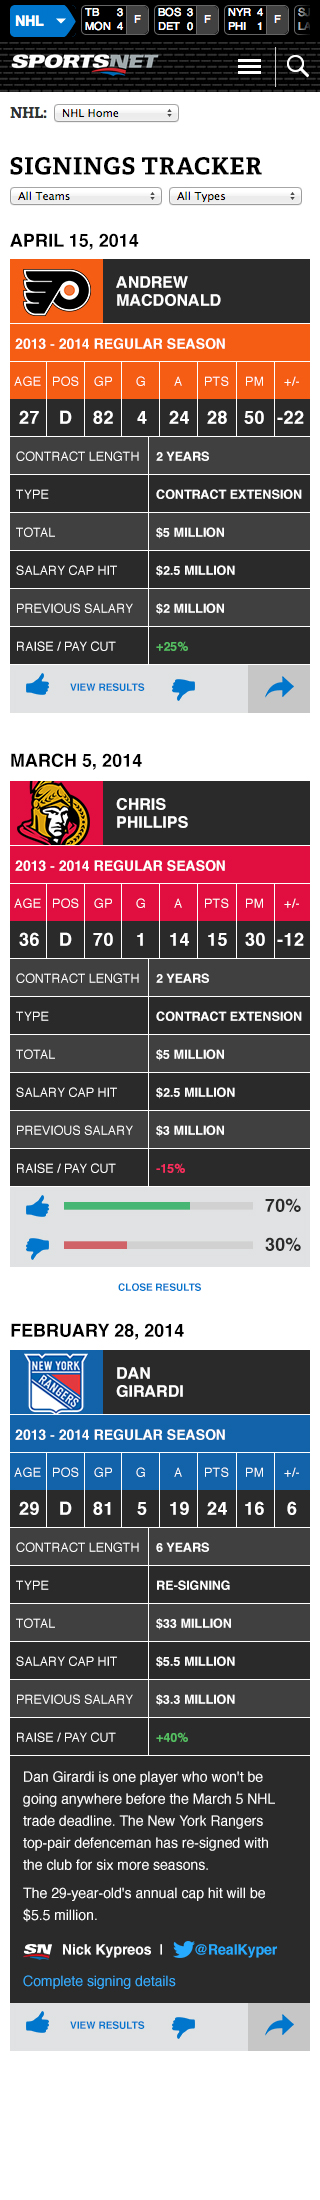 NHL
TB 3 F
MON 4
BOS 3 F
DET 0
NYR 4 F
PHI 1
SPORTSNET
NHL: NHL Home
SIGNINGS TRACKER
All Teams All Types
APRIL 15, 2014
ANDREW
MACDONALD
2013 - 2014 REGULAR SEASON
AGE POS GP G A PTS PM +/-
27 D 82 4 24 28 50 -22
CONTRACT LENGTH 2 YEARS
TYPE CONTRACT EXTENSION
TOTAL $5 MILLION
SALARY CAP HIT $2.5 MILLION
PREVIOUS SALARY $2 MILLION
RAISE / PAY CUT +25%
VIEW RESULTS
MARCH 5, 2014
CHRIS
PHILLIPS
2013 - 2014 REGULAR SEASON
AGE POS GP G A PTS PM +/-
36 D 70 1 14 15 30 -12
CONTRACT LENGTH 2 YEARS
TYPE CONTRACT EXTENSION
TOTAL $5 MILLION
SALARY CAP HIT $2.5 MILLION
PREVIOUS SALARY $3 MILLION
RAISE / PAY CUT -15%
70%
30%
CLOSE RESULTS
FEBRUARY 28, 2014
NEW YORK
RANGERS
DAN
GIRARDI
2013 - 2014 REGULAR SEASON
AGE POS GP G A PTS PM +/-
29 D 81 5 19 24 16 6
CONTRACT LENGTH 6 YEARS
TYPE RE-SIGNING
TOTAL $33 MILLION
SALARY CAP HIT $5.5 MILLION
PREVIOUS SALARY $3.3 MILLION
RAISE / PAY CUT +40%
Dan Girardi is one player who won't be
going anywhere before the March 5 NHL
trade deadline. The New York Rangers
top-pair defenceman has re-signed with
the club for six more seasons.
The 29-year-old's annual cap hit will be
$5.5 million.
SN Nick Kypreos | @RealKyper
Complete signing details
VIEW RESULTS